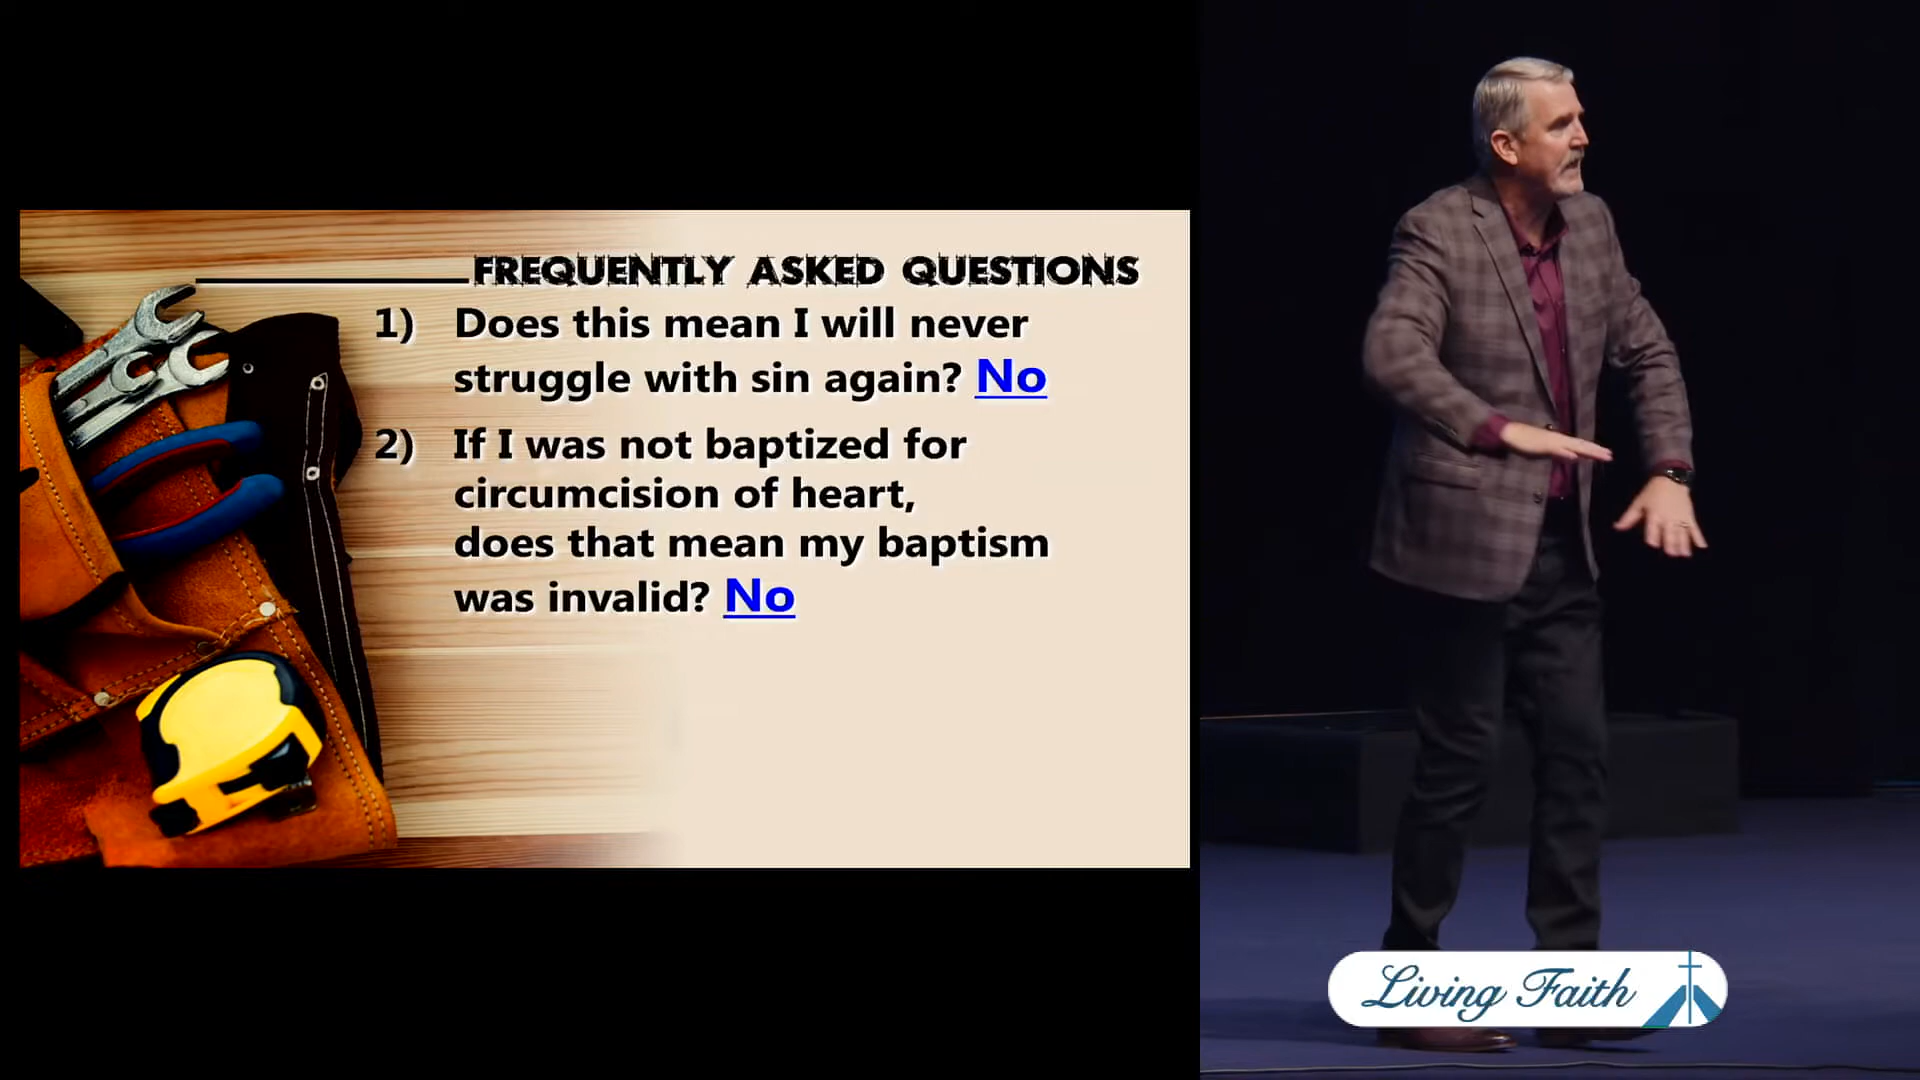 FREQUENTLY ASKED QUESTIONS
1) Does this mean I will never
struggle with sin again? No
2) If I was not baptized for
circumcision of heart,
does that mean my baptism
was invalid? No
Living Faith